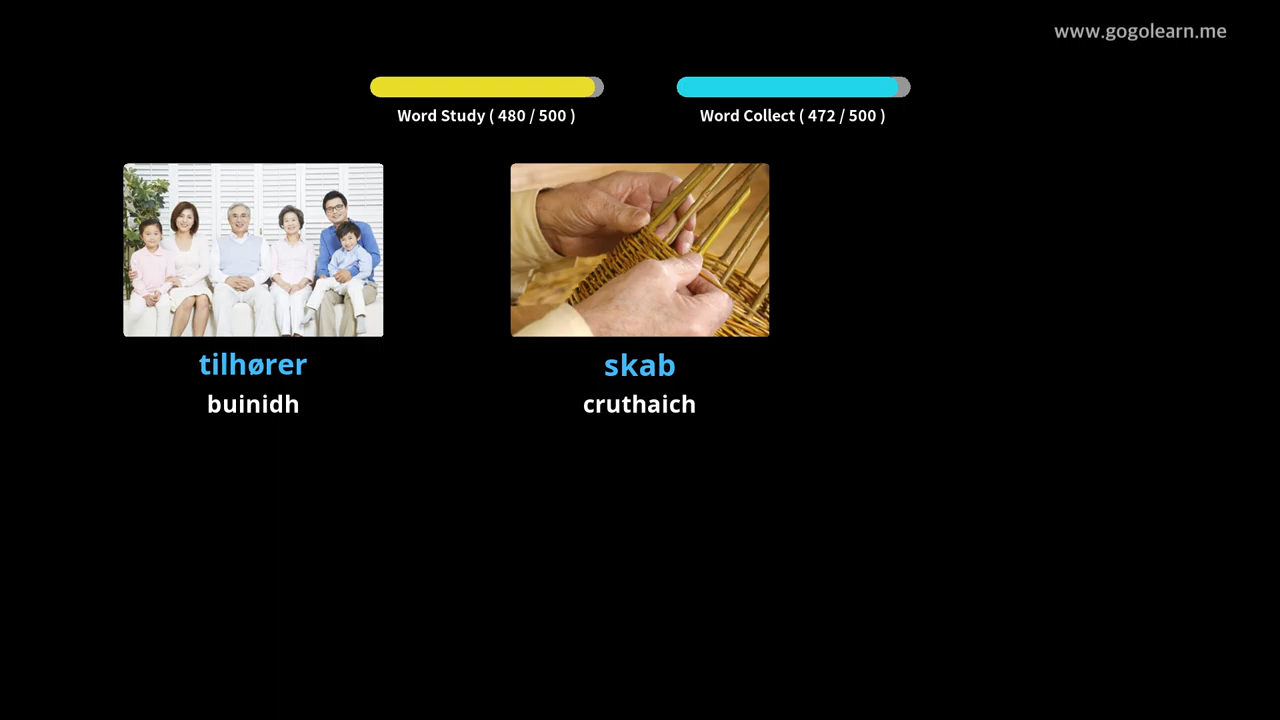 www.gogolearn.me
Word Study ( 480 / 500 )
Word Collect ( 472 / 500 )
tilhører
buinidh
skab
cruthaich